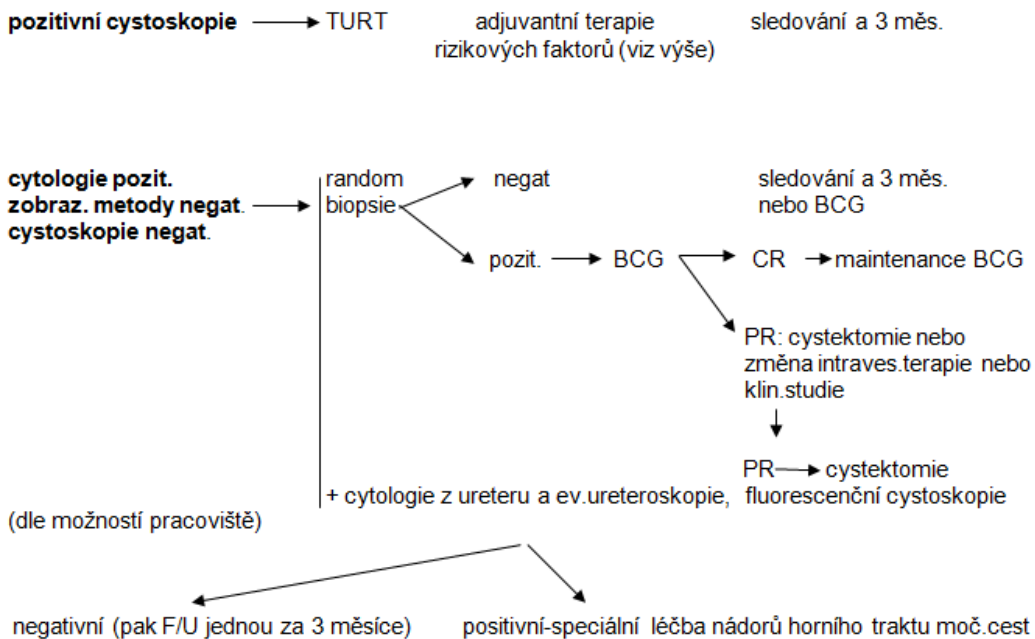 pozitivní cystoskopie TURT adjuvantní terapie sledování a 3 měs.
rizikových faktorů (viz výše)
cytologie pozit. random negat sledování a 3 měs.
zobraz. metody negat. biopsie nebo BCG
cystoskopie negat.
pozit. BCG CR maintenance BCG
PR: cystektomie nebo
změna intraves.terapie nebo
klin.studie
PR cystektomie
+ cytologie z ureteru a ev.ureteroskopie, fluorescenční cystoskopie
(dle možností pracoviště)
negativní (pak F/U jednou za 3 měsíce) positivní-speciální léčba nádorů horního traktu moč.cest